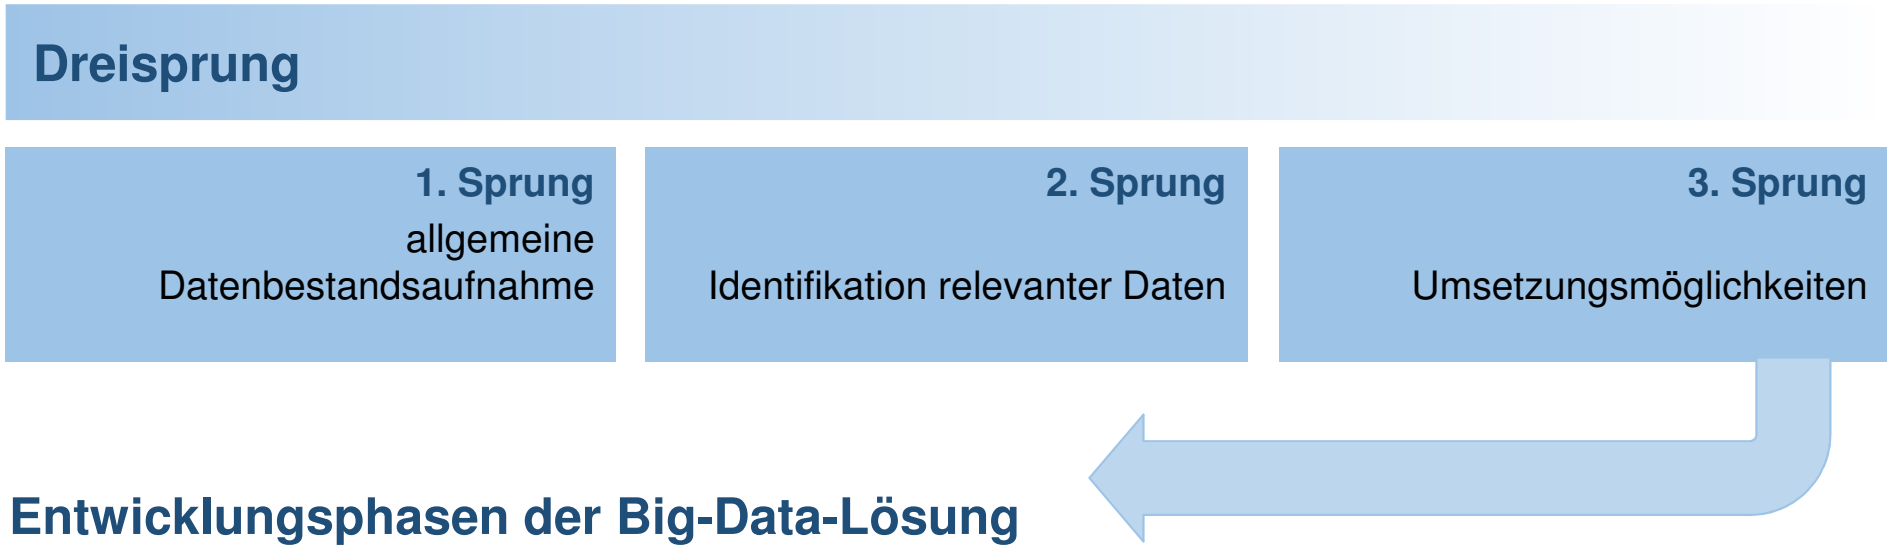 Dreisprung
1. Sprung
allgemeine
Datenbestandsaufnahme
2. Sprung
Identifikation relevanter Daten
3. Sprung
Umsetzungsmöglichkeiten
Entwicklungsphasen der Big-Data-Lösung